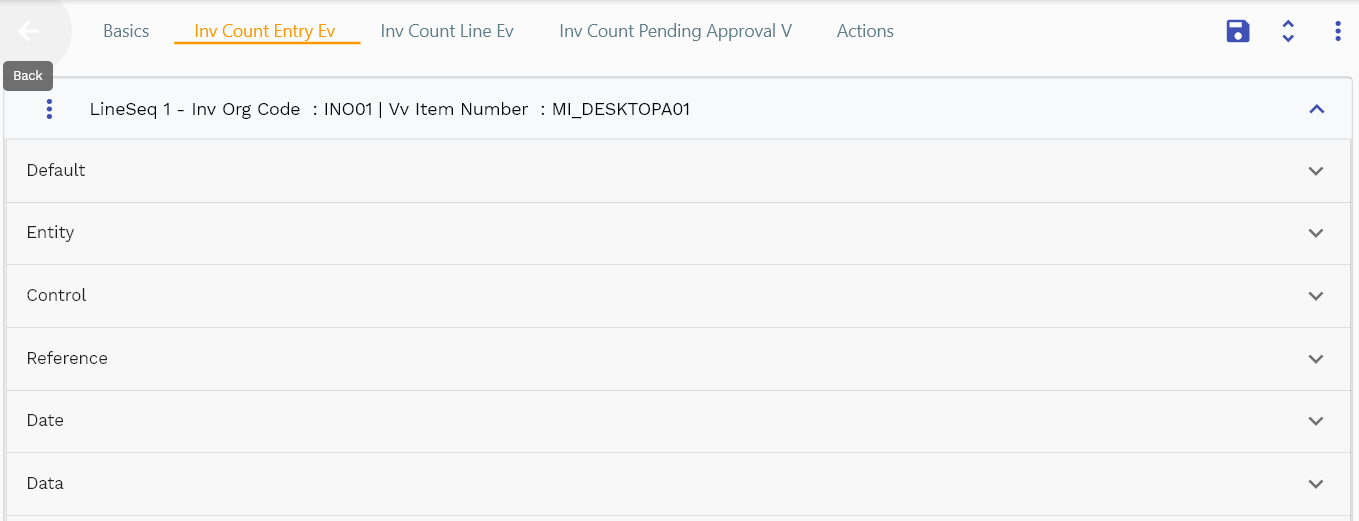 Basics Inv Count Entry Ev Inv Count Line Ev Inv Count Pending Approval V Actions
Back
LineSeq 1 - Inv Org Code : INO01 | Vv Item Number : MI_DESKTOPA01
Default
Entity
Control
Reference
Date
Data